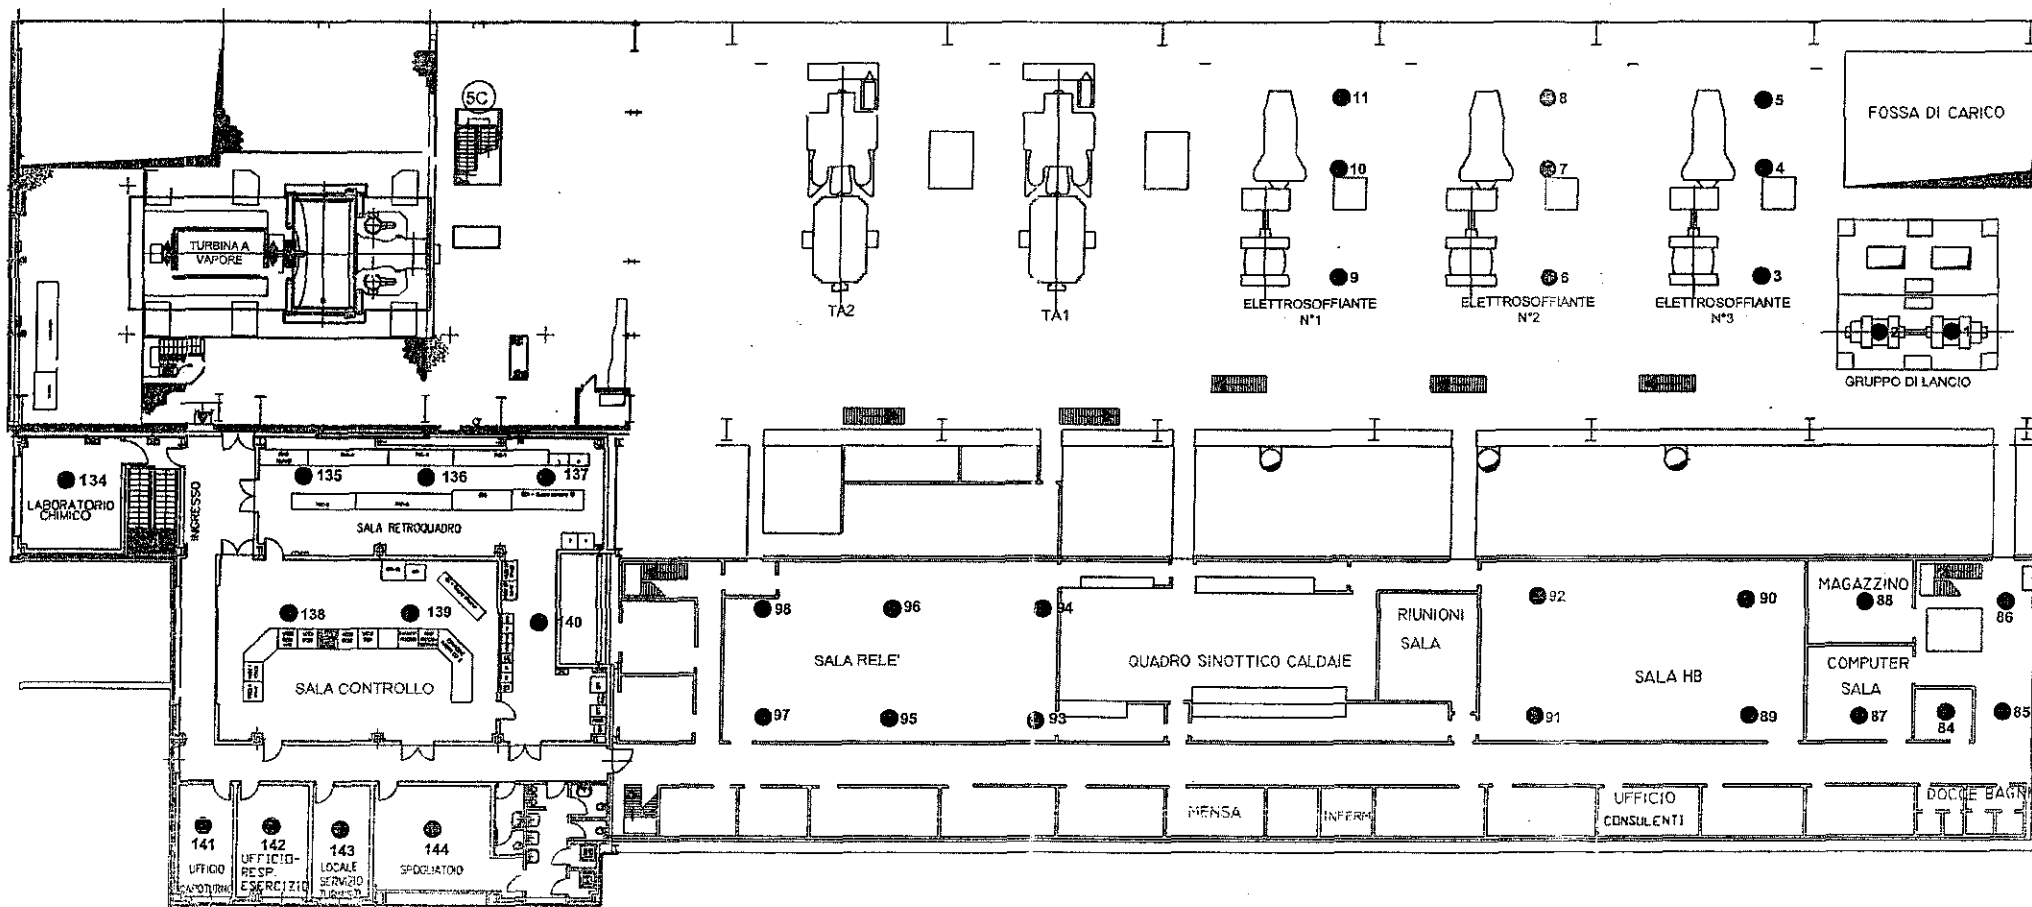 5C
11
8
5
FOSSA DI CARICO
10
7
4
TURBINA A
VAPORE
9
6
3
TA2
TA1
ELETTROSOFFIANTE
N°1
ELETTROSOFFIANTE
N°2
ELETTROSOFFIANTE
N°3
2
1
GRUPPO DI LANCIO
134
LABORATORIO
CHIMICO
INGRESSO
135
136
137
SALA RETROQUADRO
138
139
140
SALA CONTROLLO
98
96
94
SALA RELE'
97
95
93
QUADRO SINOTTICO CALDAIE
RIUNIONI
SALA
92
90
SALA HB
91
89
MAGAZZINO
88
86
COMPUTER
SALA
87
84
85
141
UFFICIO
CAPOTURNO
142
UFFICIO-
RESP.
ESERCIZIO
143
LOCALE
SERVIZIO
TURNISTI
144
SPOGLIATOIO
MENSA
INFERM
UFFICIO
CONSULENTI
DOCCE BAGNI